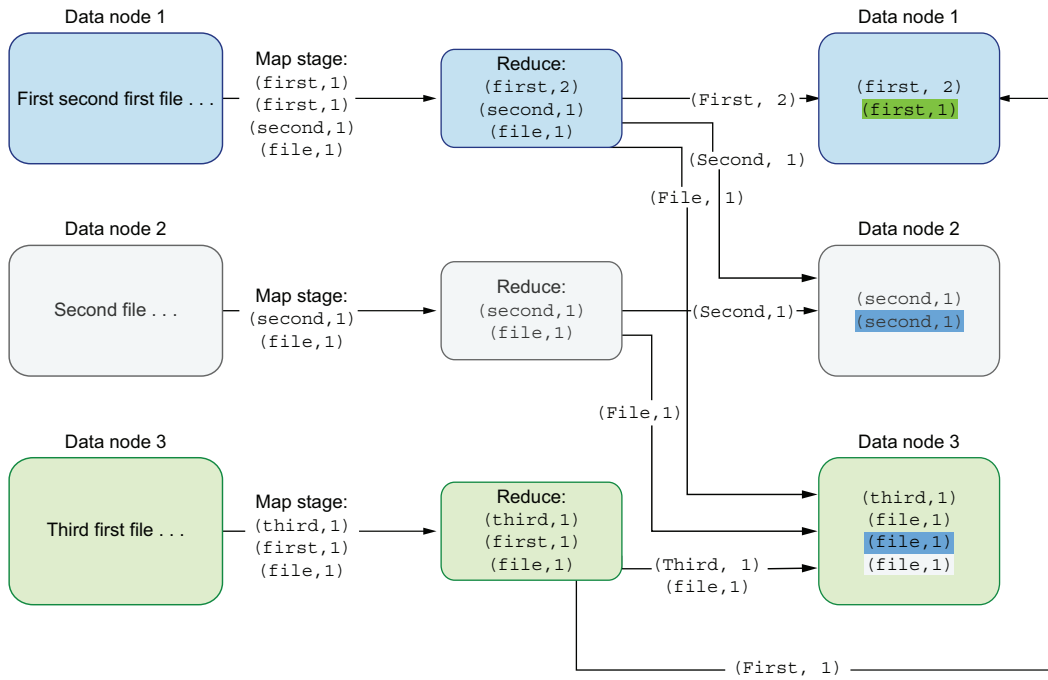 Data node 1
First second first file . . .
Map stage:
(first,1)
(first,1)
(second,1)
(file,1)
Reduce:
(first,2)
(second,1)
(file,1)
(First, 2)
(Second, 1)
(File, 1)
Data node 1
(first, 2)
(first,1)
Data node 2
Second file . . .
Map stage:
(second,1)
(file,1)
Reduce:
(second,1)
(file,1)
(Second,1)
(File,1)
Data node 2
(second,1)
(second,1)
Data node 3
Third first file . . .
Map stage:
(third,1)
(first,1)
(file,1)
Reduce:
(third,1)
(first,1)
(file,1)
(Third, 1)
(file,1)
Data node 3
(third,1)
(file,1)
(file,1)
(file,1)
(First, 1)